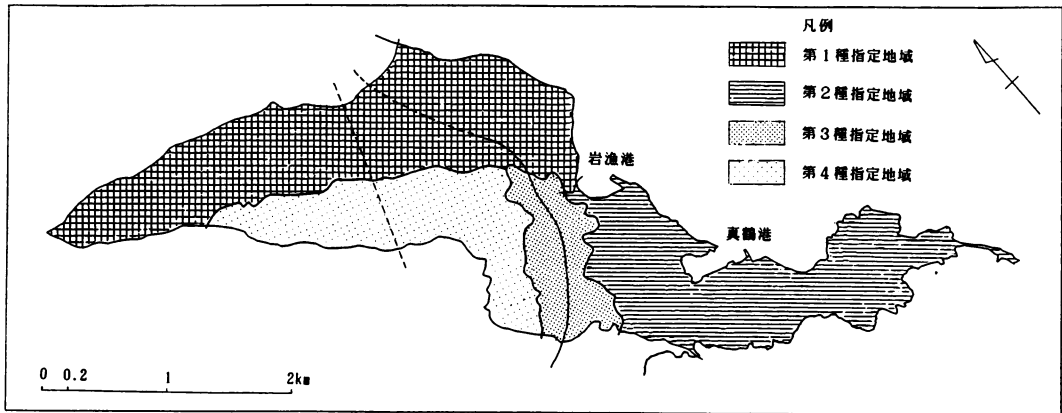 凡例
第1種指定地域
第2種指定地域
第3種指定地域
第4種指定地域
岩漁港
真鶴港
0 0.2 1 2km